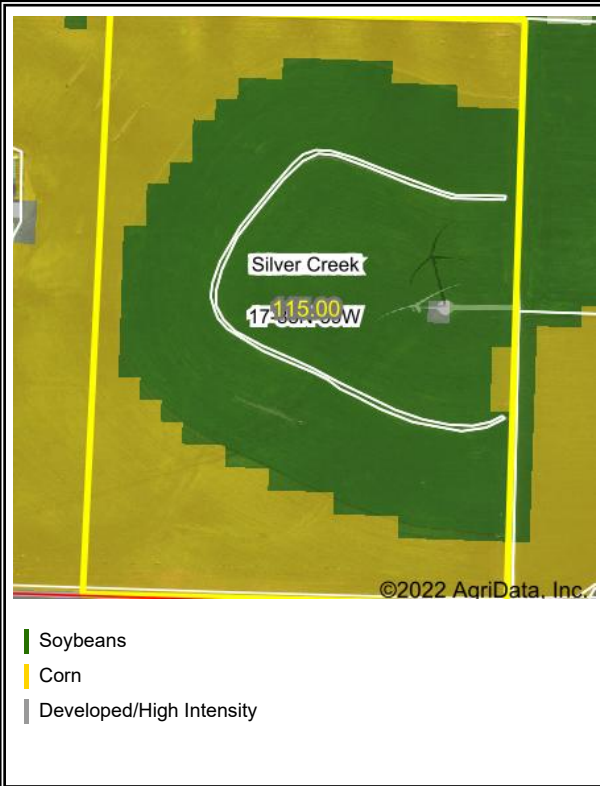 Silver Creek
115:00
©2022 AgriData, Inc.
Soybeans
Corn
Developed/High Intensity